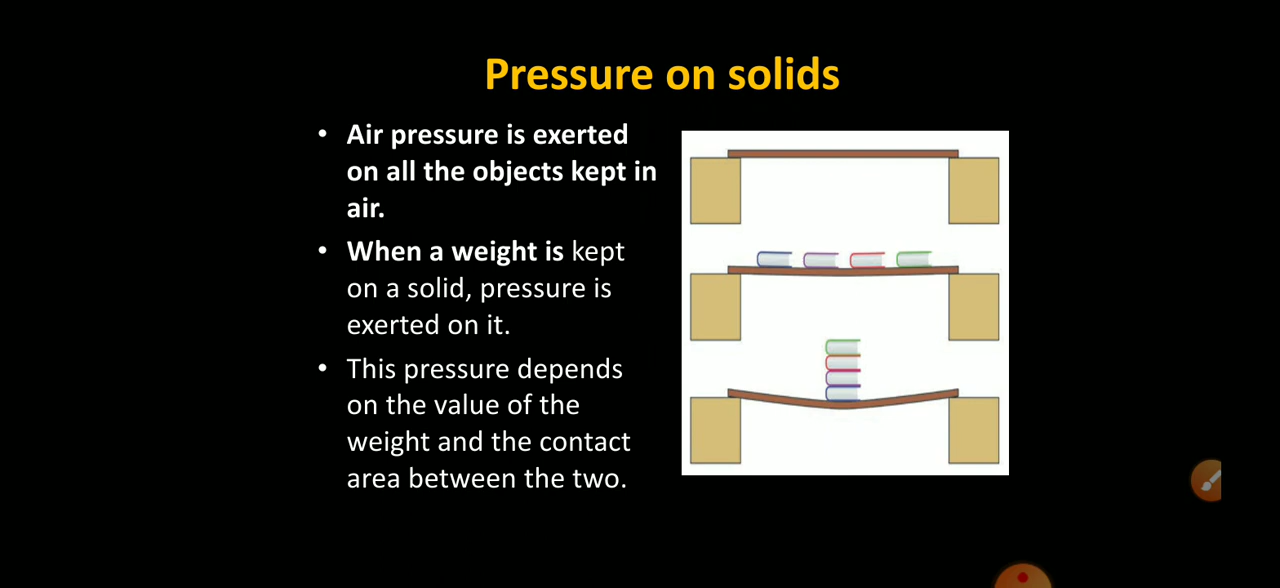 Pressure on solids
• Air pressure is exerted
on all the objects kept in
air.
• When a weight is kept
on a solid, pressure is
exerted on it.
• This pressure depends
on the value of the
weight and the contact
area between the two.